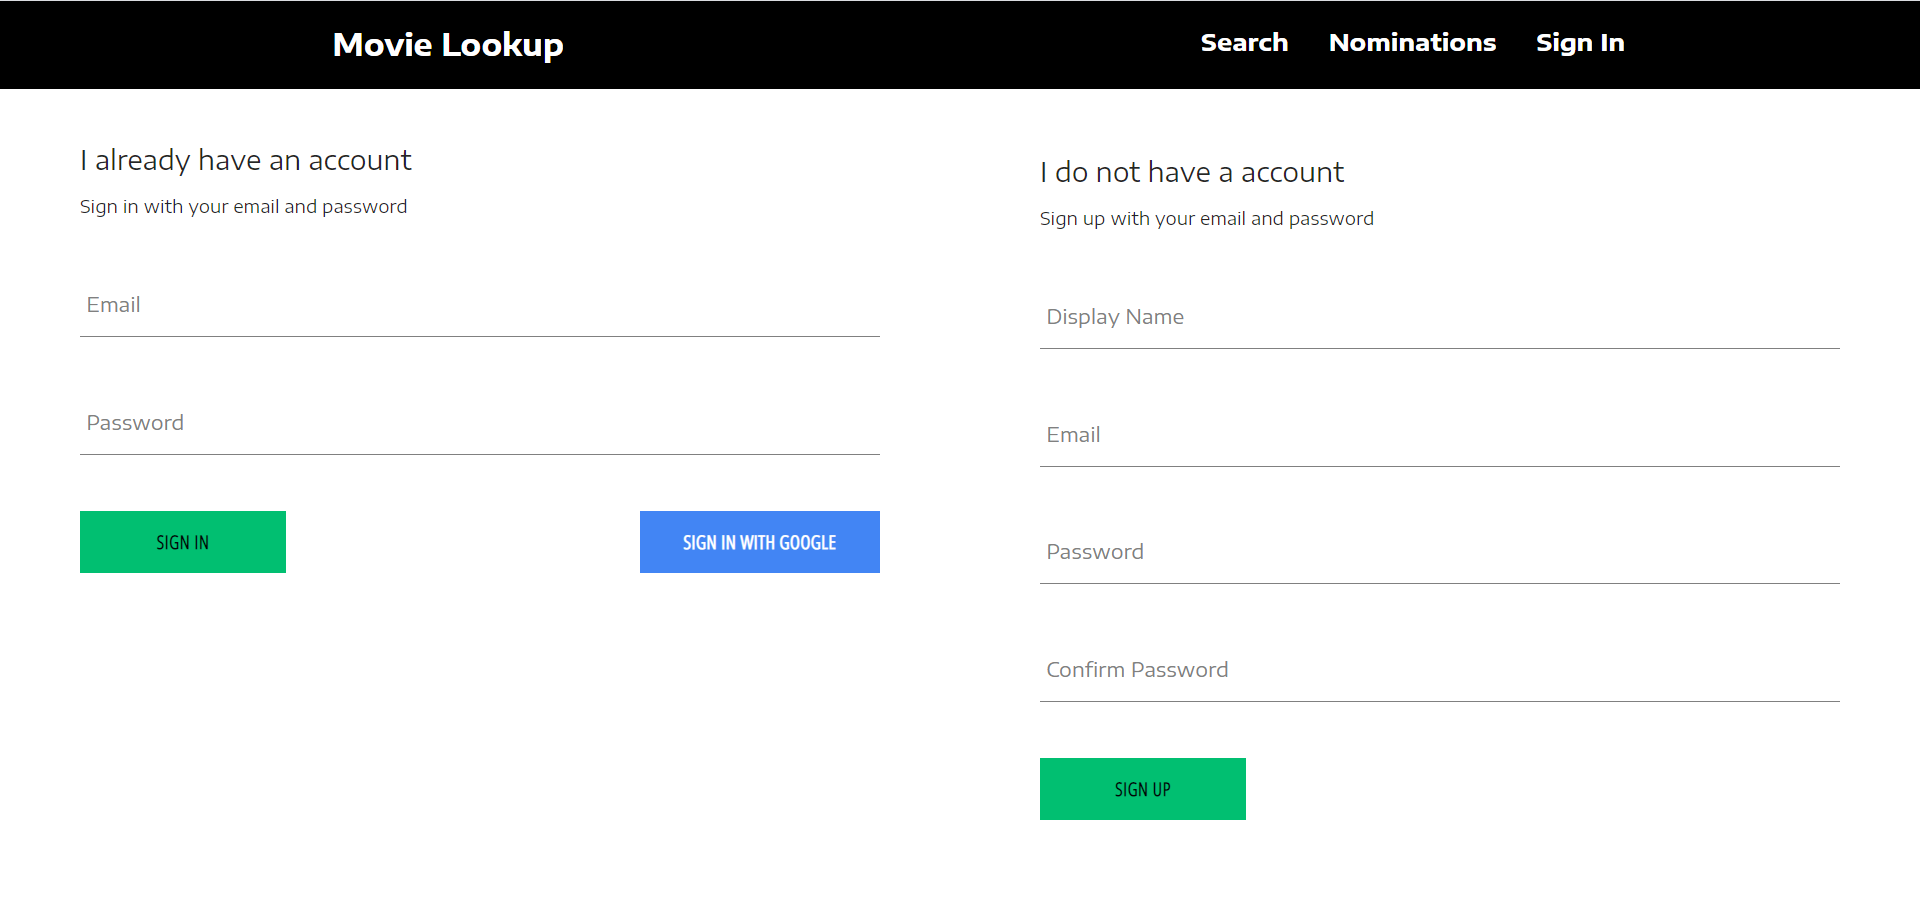 Movie Lookup
Search Nominations Sign In
I already have an account
Sign in with your email and password
Email
Password
SIGN IN
SIGN IN WITH GOOGLE
I do not have a account
Sign up with your email and password
Display Name
Email
Password
Confirm Password
SIGN UP